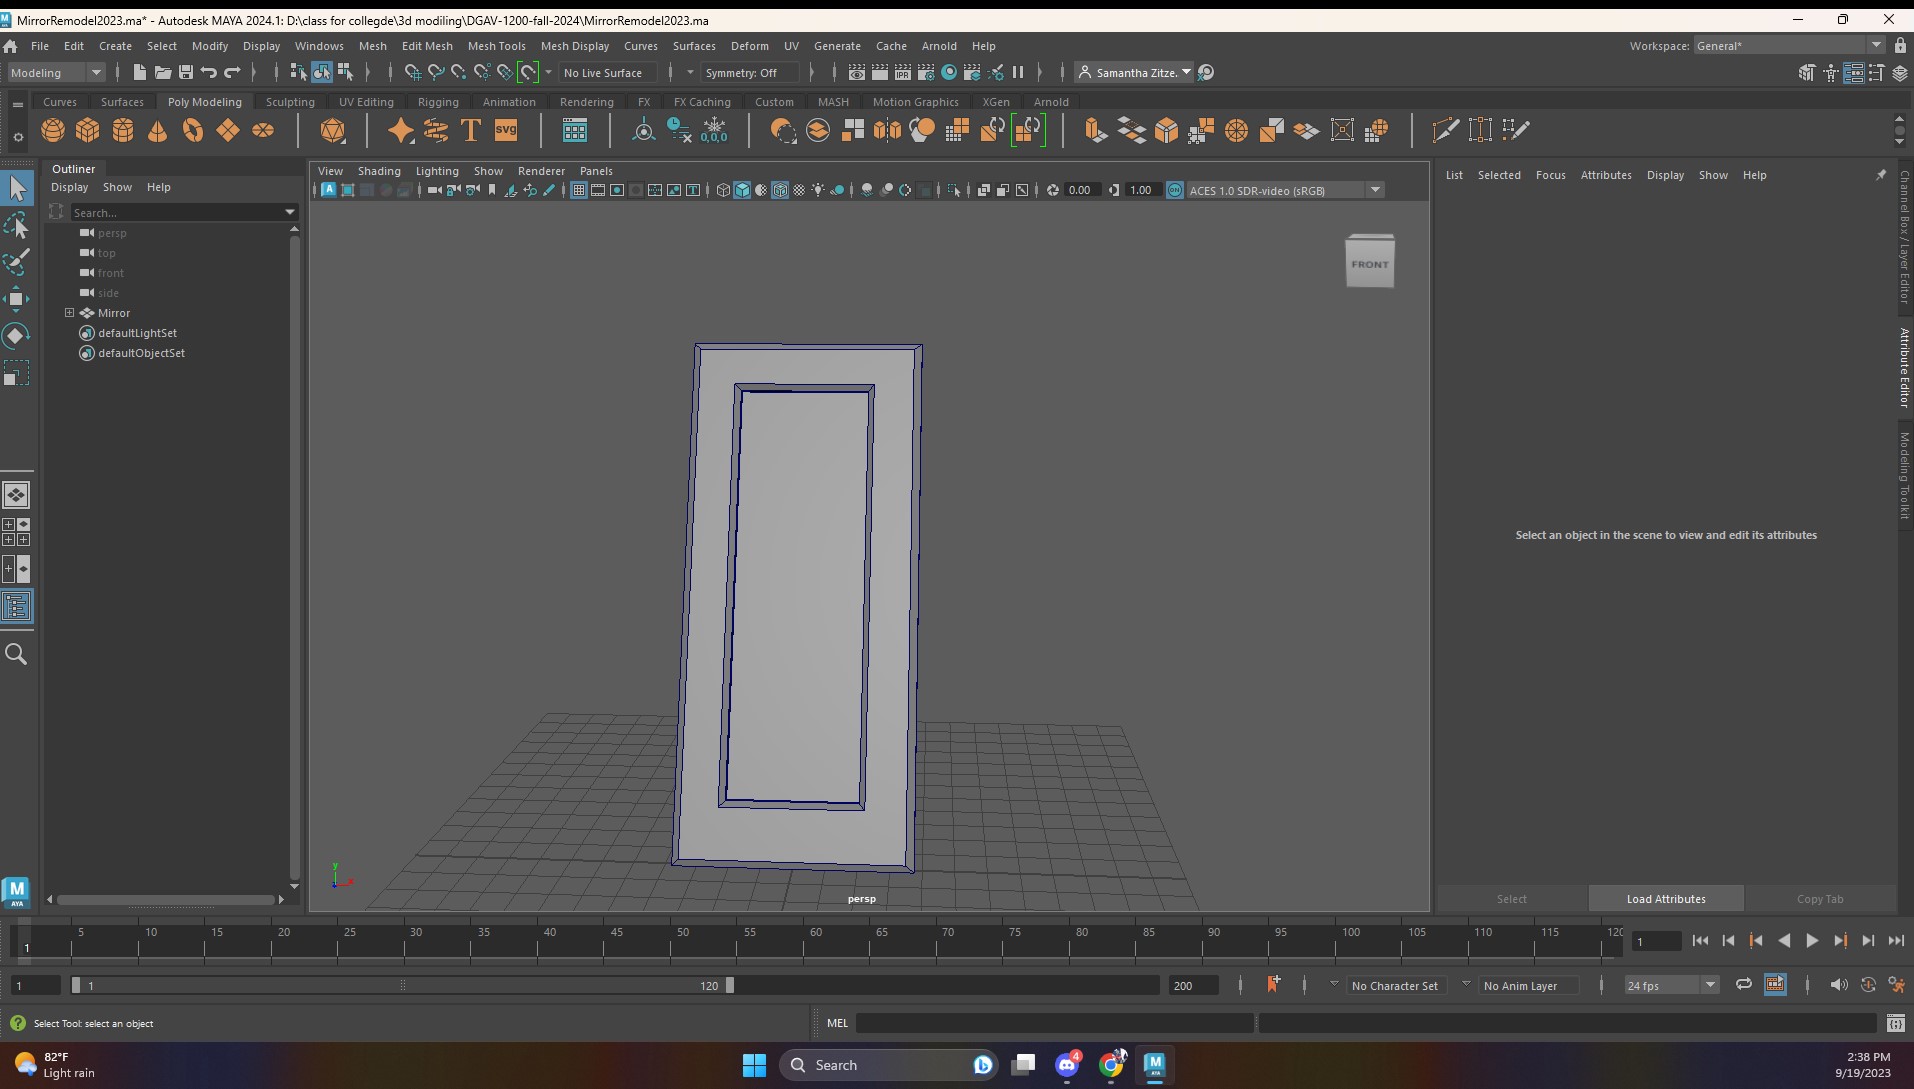 MirrorRemodel2023.ma* - Autodesk MAYA 2024.1: D:\class for collegde\3d modiling\DGAV-1200-fall-2024\MirrorRemodel2023.ma
File Edit Create Select Modify Display Windows Mesh Edit Mesh Mesh Tools Mesh Display Curves Surfaces Deform UV Generate Cache Arnold Help
Workspace: General*
Modeling
No Live Surface
Symmetry: Off
IPR
Samantha Zitze.
Curves Surfaces Poly Modeling Sculpting UV Editing Rigging Animation Rendering FX FX Caching Custom MASH Motion Graphics XGen Arnold
T
svg
0,0,0
Outliner
Display Show Help
Search...
persp
top
front
side
Mirror
defaultLightSet
defaultObjectSet
View Shading Lighting Show Renderer Panels
0.00
1.00
ON
ACES 1.0 SDR-video (sRGB)
FRONT
y
x
persp
List Selected Focus Attributes Display Show Help
Select an object in the scene to view and edit its attributes
Select
Load Attributes
Copy Tab
Channel Box / Layer Editor
Attribute Editor
Modeling Toolkit
M
AYA
1 5 10 15 20 25 30 35 40 45 50 55 60 65 70 75 80 85 90 95 100 105 110 115 120
1
1
1
120
200
No Character Set
No Anim Layer
24 fps
Select Tool: select an object
MEL
82°F
Light rain
Search
4
M
AYA
2:38 PM
9/19/2023